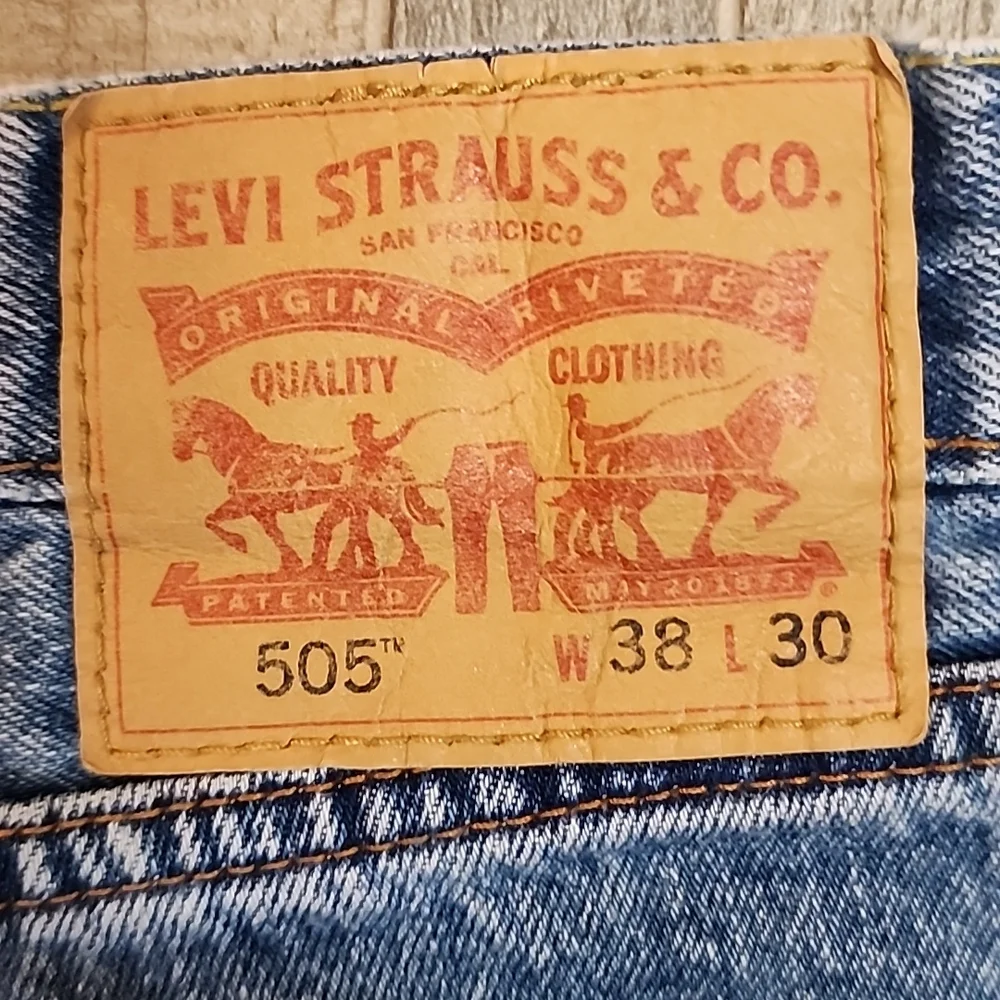 LEVI STRAUSS & CO.
SAN FRANCISCO
CAL.
ORIGINAL RIVETED
QUALITY CLOTHING
PATENTED MAY 20 1873 ®
505™ W 38 L 30